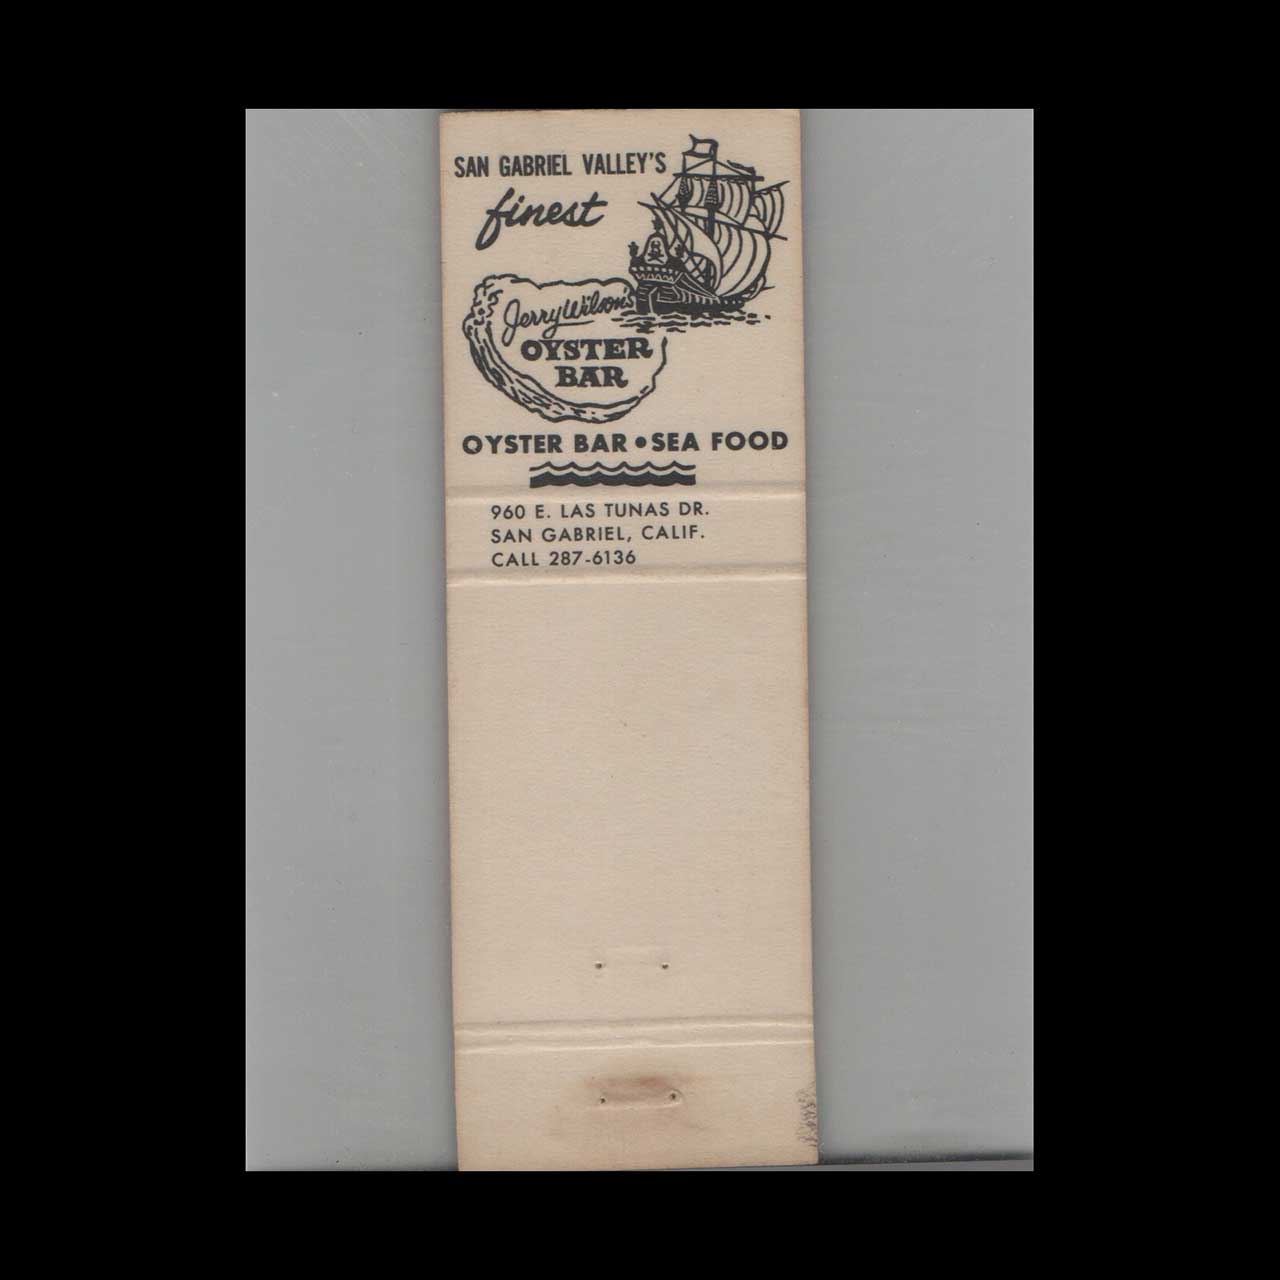 SAN GABRIEL VALLEY'S
finest
Jerry Wilson's
OYSTER
BAR
OYSTER BAR • SEA FOOD
960 E. LAS TUNAS DR.
SAN GABRIEL, CALIF.
CALL 287-6136